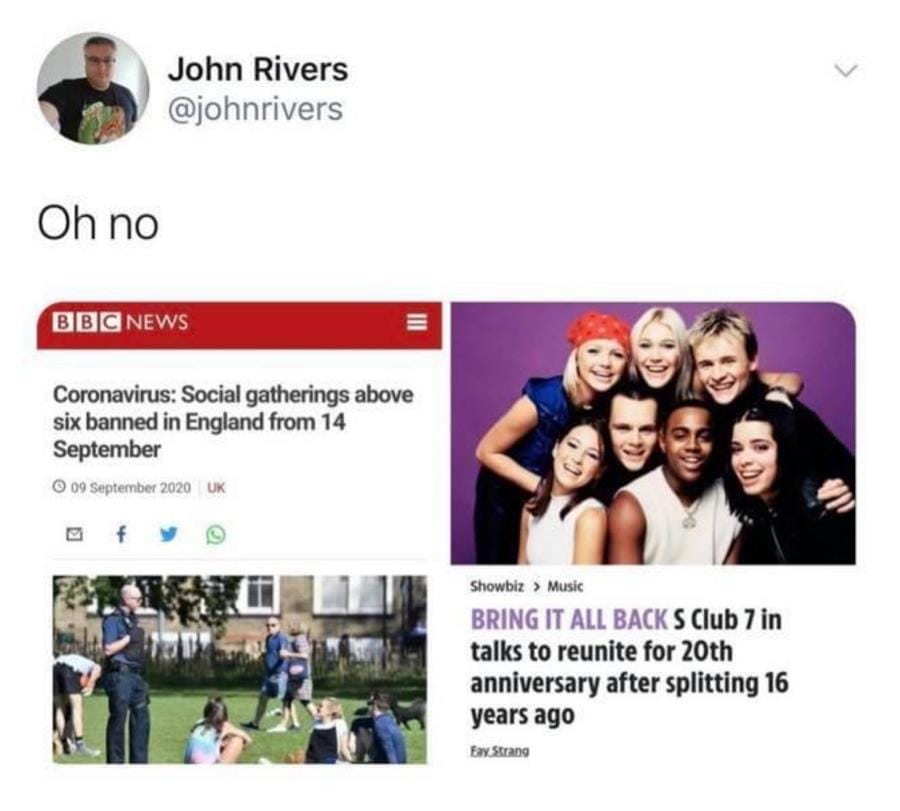 John Rivers
@johnrivers
Oh no
BBC NEWS
Coronavirus: Social gatherings above
six banned in England from 14
September
09 September 2020 | UK
Showbiz > Music
BRING IT ALL BACK S Club 7 in
talks to reunite for 20th
anniversary after splitting 16
years ago
Fay Strang